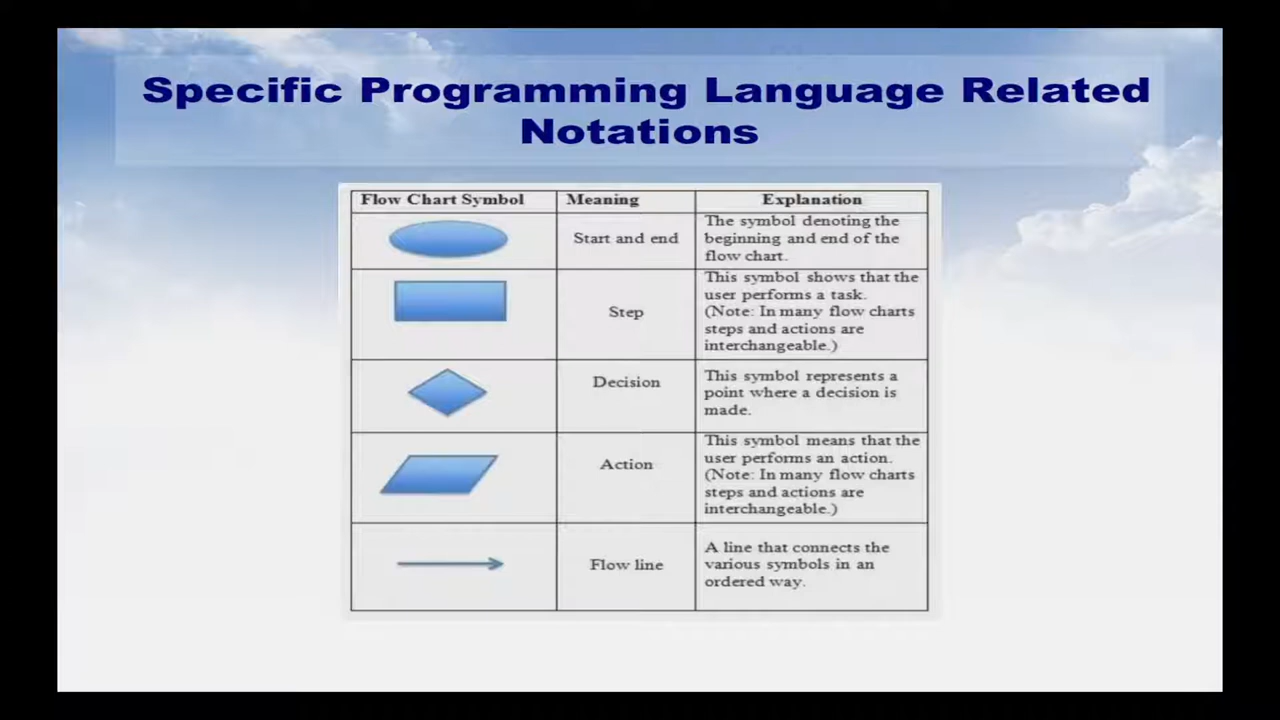 Specific Programming Language Related
Notations
Flow Chart Symbol
Meaning
Explanation
Start and end
The symbol denoting the
beginning and end of the
flow chart.
Step
This symbol shows that the
user performs a task.
(Note: In many flow charts
steps and actions are
interchangeable.)
Decision
This symbol represents a
point where a decision is
made.
Action
This symbol means that the
user performs an action.
(Note: In many flow charts
steps and actions are
interchangeable.)
Flow line
A line that connects the
various symbols in an
ordered way.